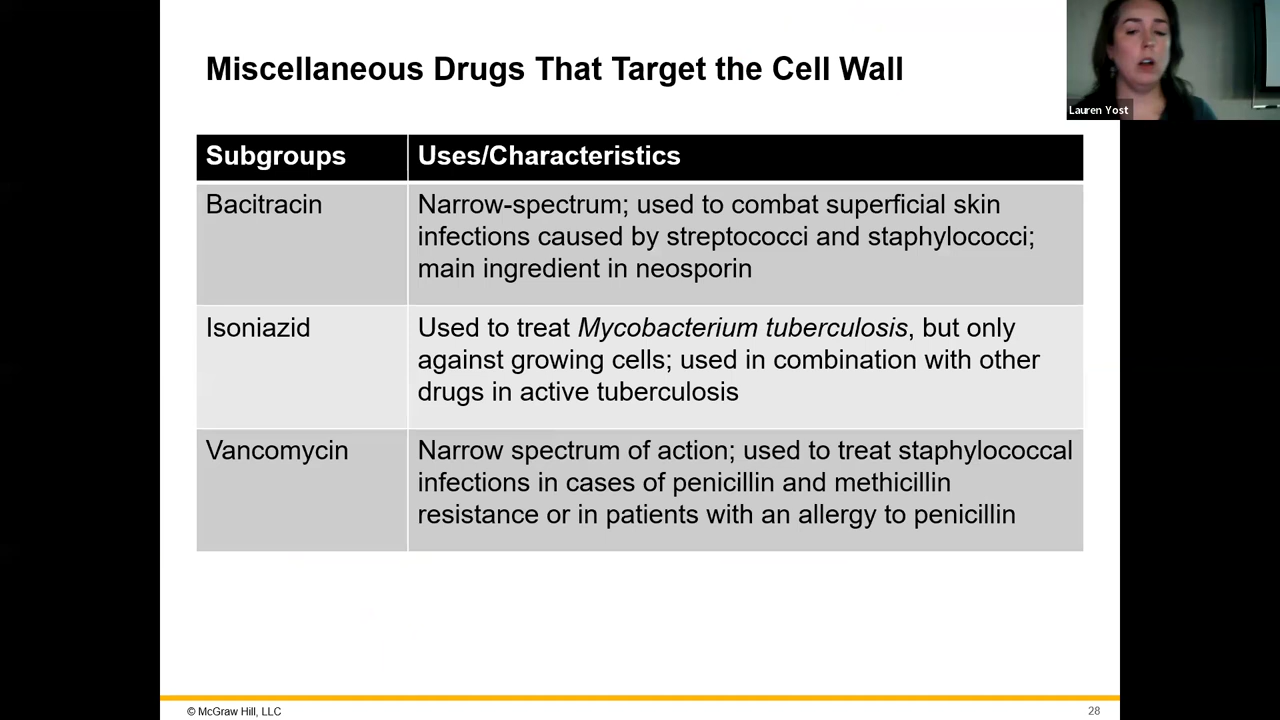 Miscellaneous Drugs That Target the Cell Wall
Lauren Yost
Subgroups
Uses/Characteristics
Bacitracin
Narrow-spectrum; used to combat superficial skin
infections caused by streptococci and staphylococci;
main ingredient in neosporin
Isoniazid
Used to treat Mycobacterium tuberculosis, but only
against growing cells; used in combination with other
drugs in active tuberculosis
Vancomycin
Narrow spectrum of action; used to treat staphylococcal
infections in cases of penicillin and methicillin
resistance or in patients with an allergy to penicillin
© McGraw Hill, LLC
28